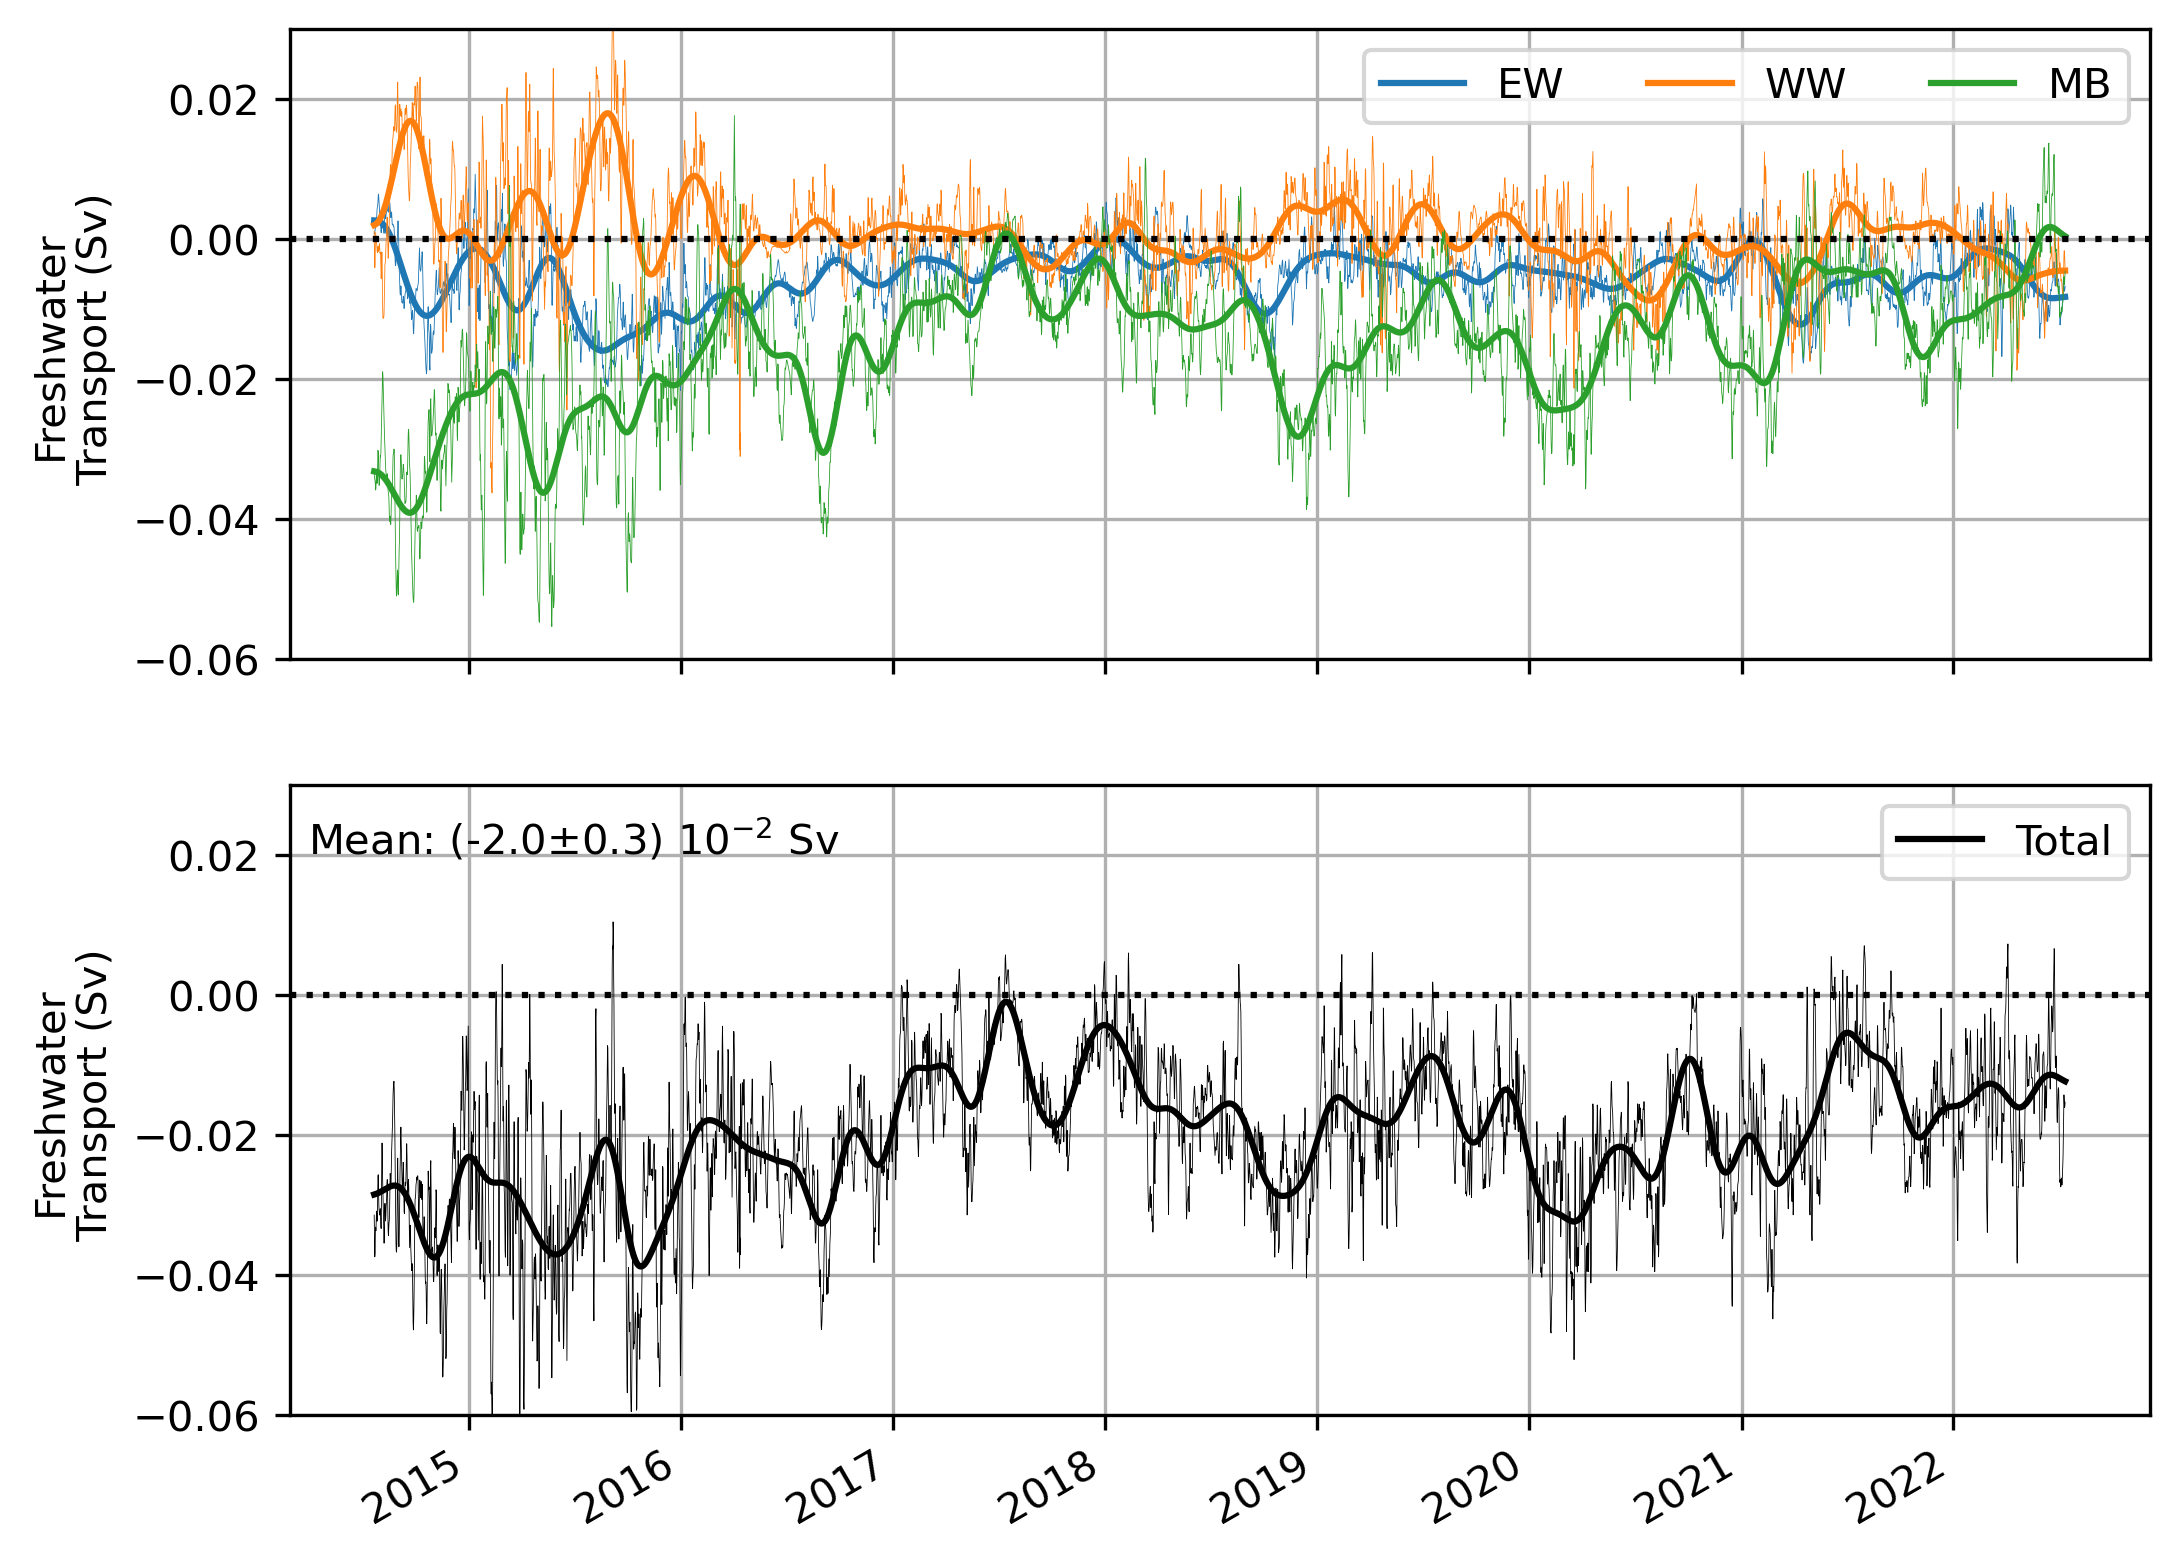 EW WW MB
0.02
0.00
−0.02
−0.04
−0.06
Freshwater
Transport (Sv)
Mean: (-2.0±0.3) 10⁻² Sv
Total
0.02
0.00
−0.02
−0.04
−0.06
Freshwater
Transport (Sv)
2015 2016 2017 2018 2019 2020 2021 2022